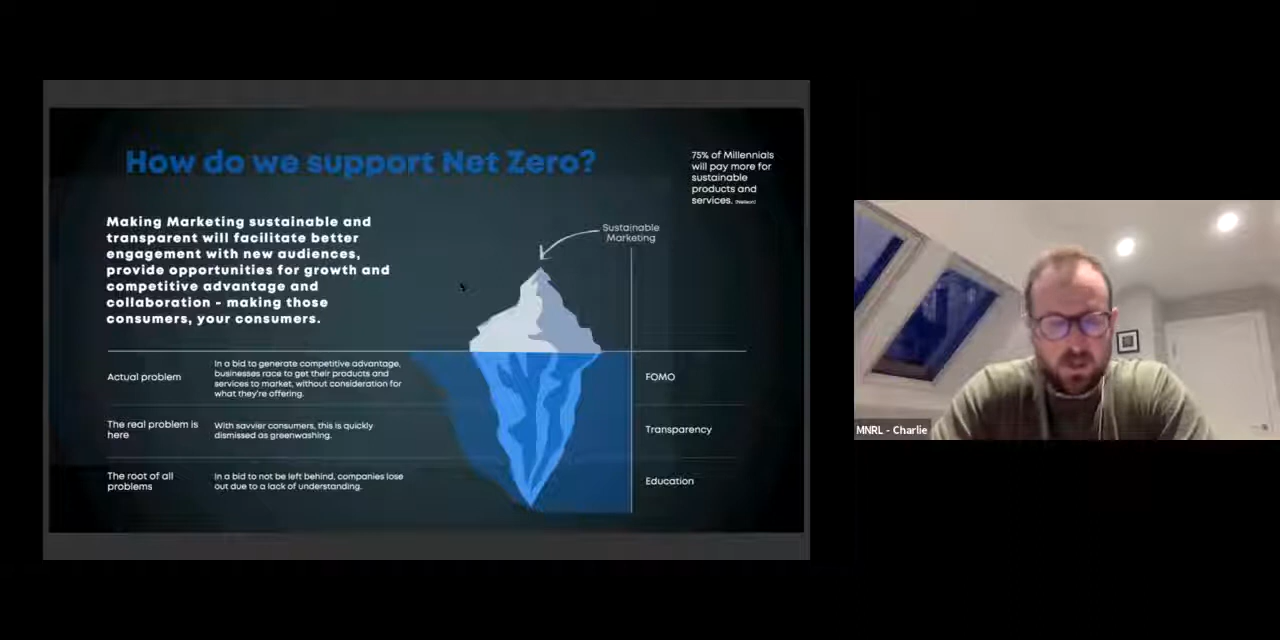 How do we support Net Zero?
75% of Millennials
will pay more for
sustainable
products and
services.
Making Marketing sustainable and
transparent will facilitate better
engagement with new audiences,
provide opportunities for growth and
competitive advantage and
collaboration - making those
consumers, your consumers.
Sustainable
Marketing
Actual problem
In a bid to generate competitive advantage,
businesses race to get their products and
services to market, without consideration for
what they're offering.
FOMO
The real problem is
here
With savvier consumers, this is quickly
dismissed as greenwashing.
Transparency
The root of all
problems
In a bid to not be left behind, companies lose
out due to a lack of understanding.
Education
MNRL - Charlie